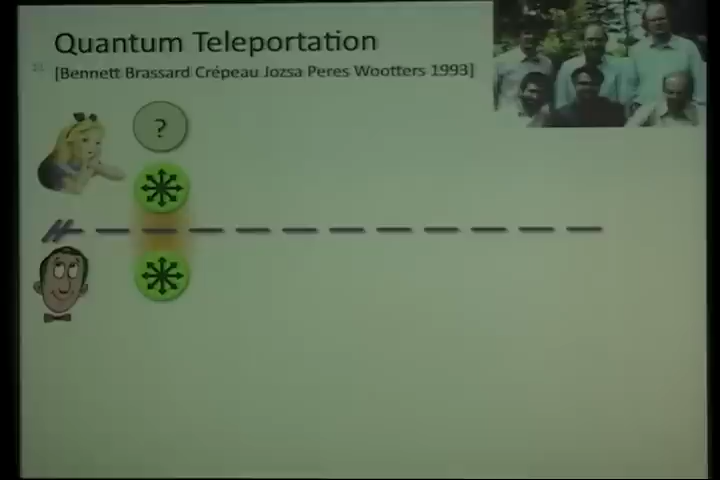 Quantum Teleportation
[Bennett Brassard Crépeau Jozsa Peres Wootters 1993]
?